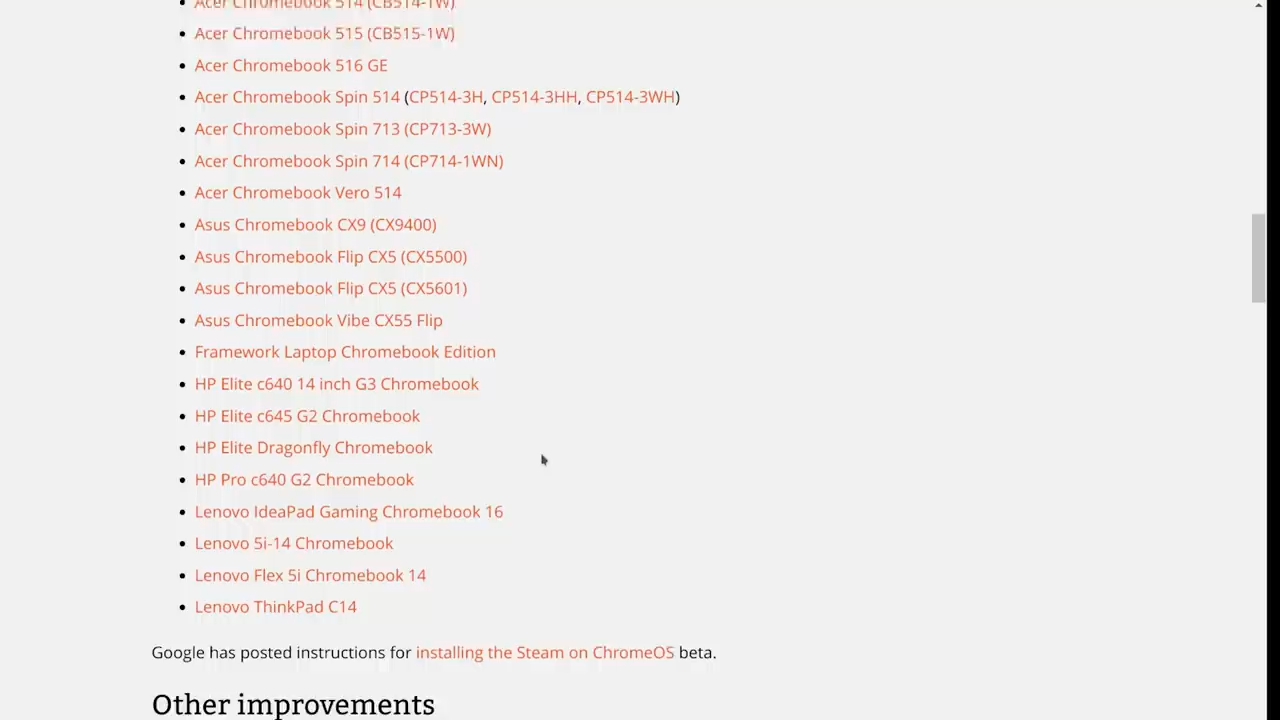 Acer Chromebook 514 (CB514-1W)
Acer Chromebook 515 (CB515-1W)
Acer Chromebook 516 GE
Acer Chromebook Spin 514 (CP514-3H, CP514-3HH, CP514-3WH)
Acer Chromebook Spin 713 (CP713-3W)
Acer Chromebook Spin 714 (CP714-1WN)
Acer Chromebook Vero 514
Asus Chromebook CX9 (CX9400)
Asus Chromebook Flip CX5 (CX5500)
Asus Chromebook Flip CX5 (CX5601)
Asus Chromebook Vibe CX55 Flip
Framework Laptop Chromebook Edition
HP Elite c640 14 inch G3 Chromebook
HP Elite c645 G2 Chromebook
HP Elite Dragonfly Chromebook
HP Pro c640 G2 Chromebook
Lenovo IdeaPad Gaming Chromebook 16
Lenovo 5i-14 Chromebook
Lenovo Flex 5i Chromebook 14
Lenovo ThinkPad C14
Google has posted instructions for installing the Steam on ChromeOS beta.
Other improvements